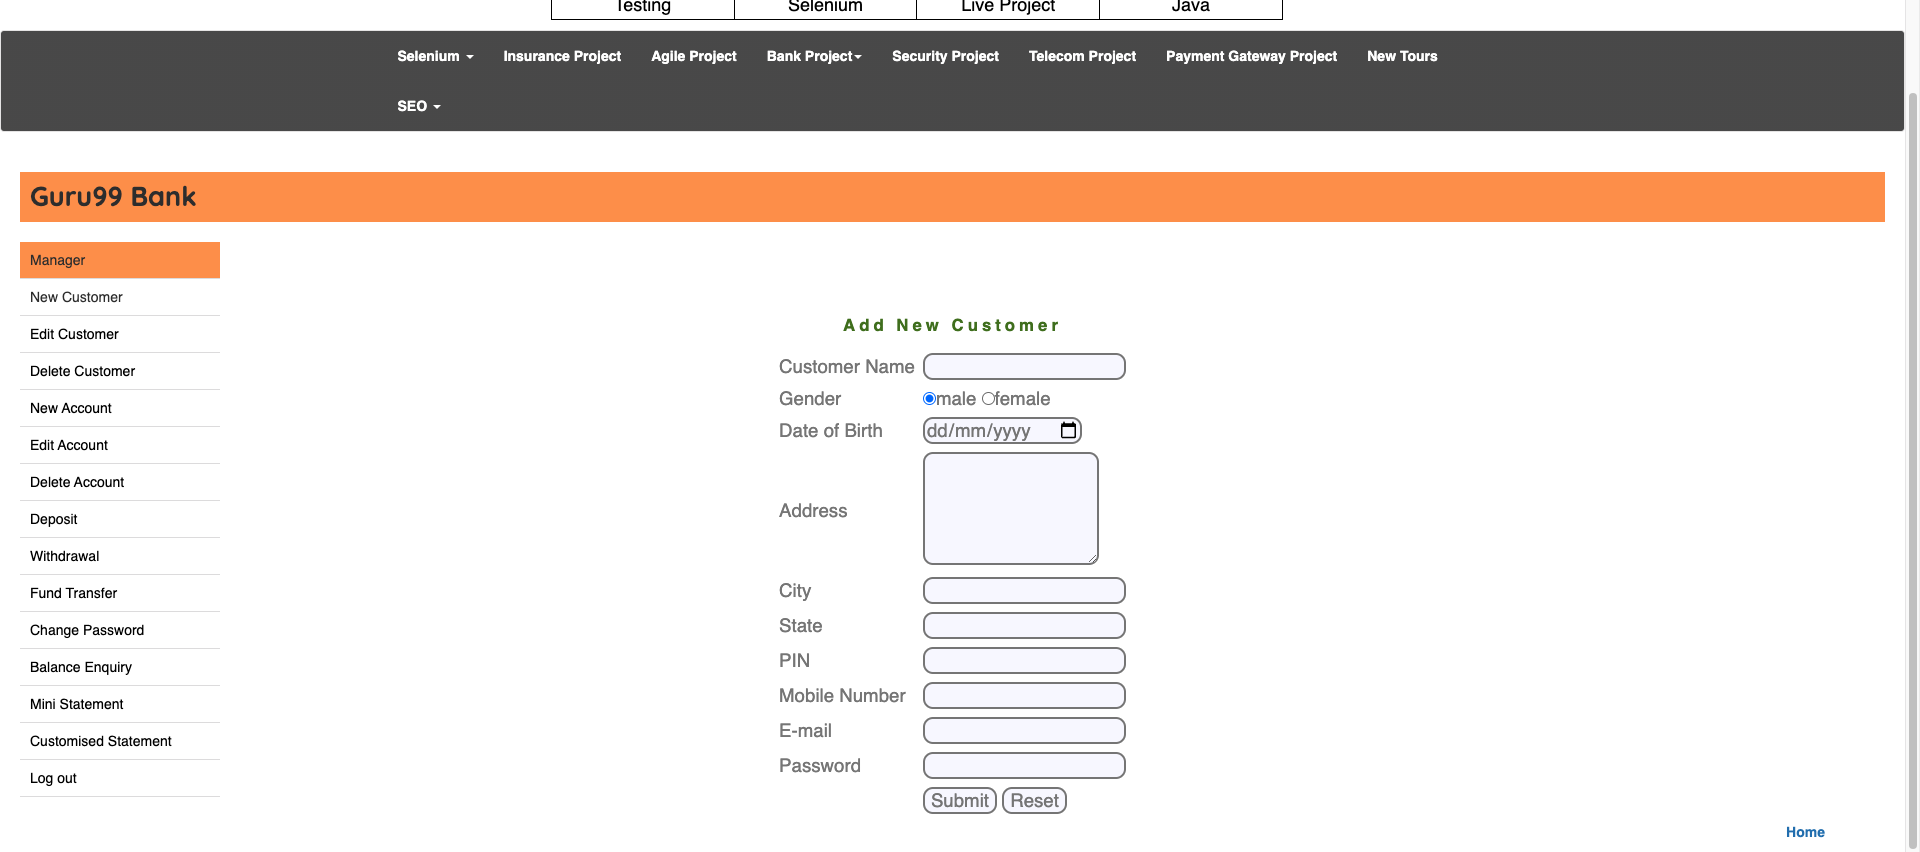 Testing Selenium Live Project Java
Selenium Insurance Project Agile Project Bank Project Security Project Telecom Project Payment Gateway Project New Tours
SEO
Guru99 Bank
Manager
New Customer
Edit Customer
Delete Customer
New Account
Edit Account
Delete Account
Deposit
Withdrawal
Fund Transfer
Change Password
Balance Enquiry
Mini Statement
Customised Statement
Log out
Add New Customer
Customer Name
Gender male female
Date of Birth dd/mm/yyyy
Address
City
State
PIN
Mobile Number
E-mail
Password
Submit Reset
Home